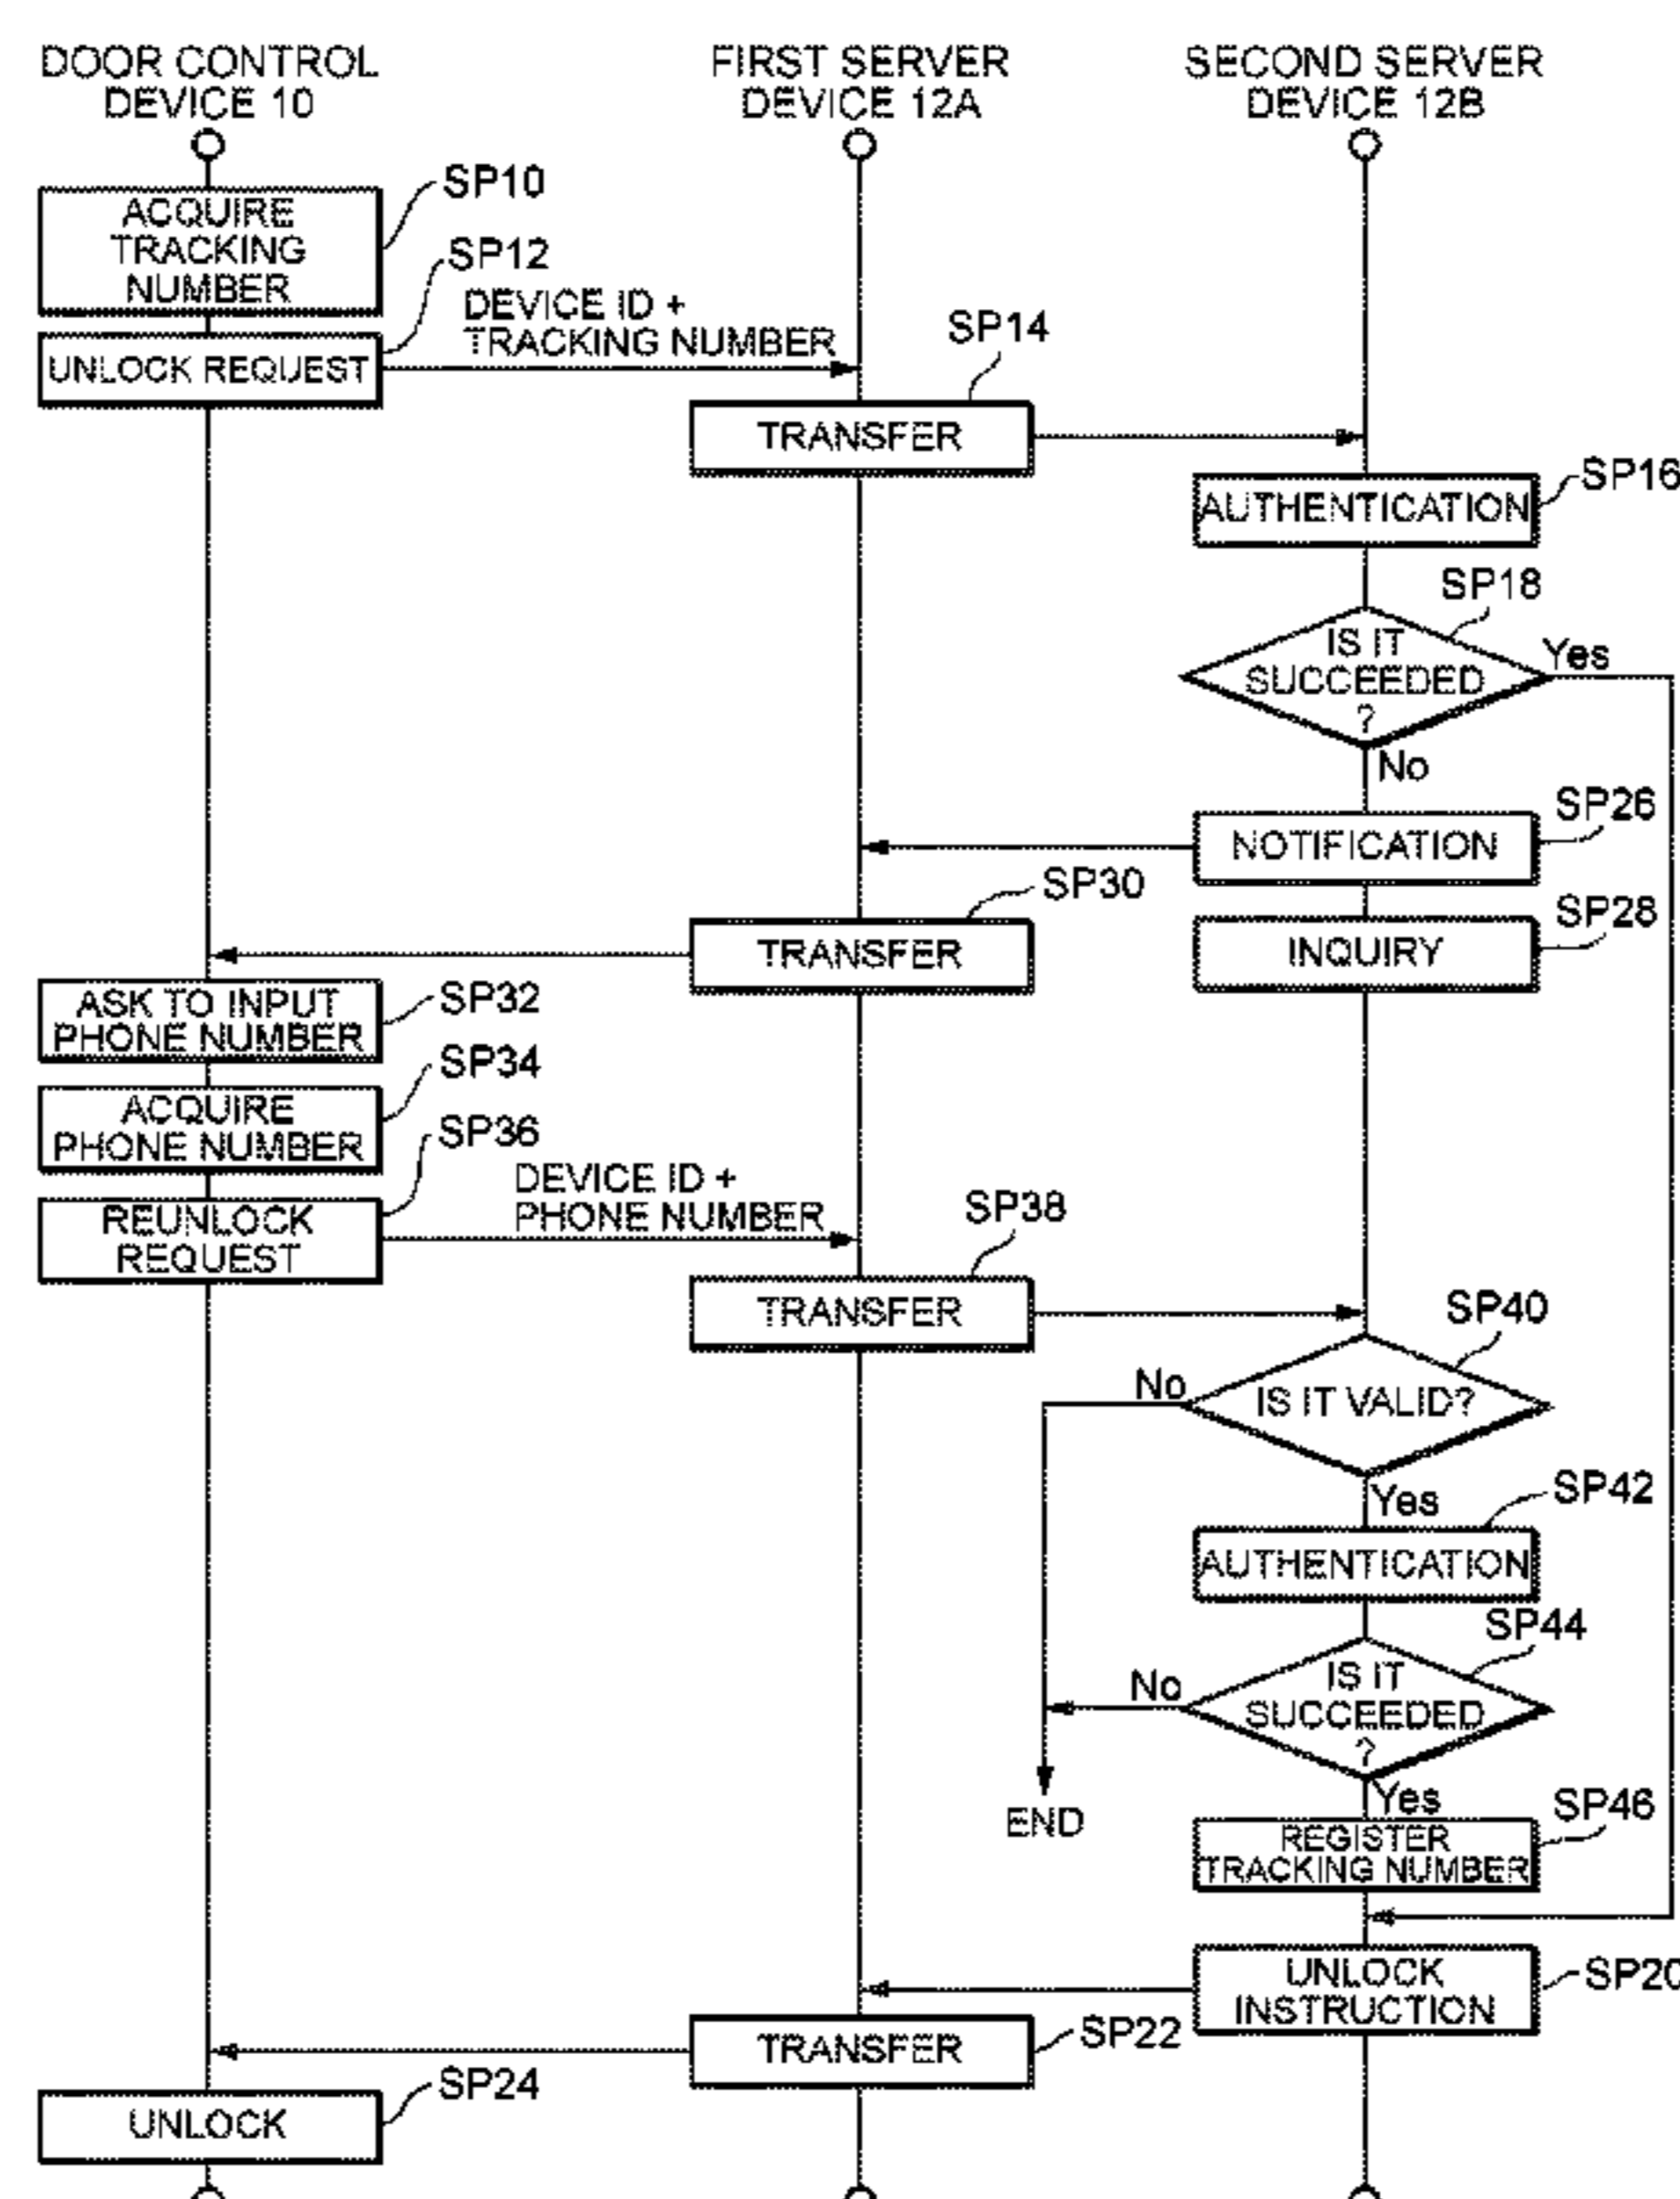 DOOR CONTROL
DEVICE 10
FIRST SERVER
DEVICE 12A
SECOND SERVER
DEVICE 12B
SP10
ACQUIRE
TRACKING
NUMBER
SP12
DEVICE ID +
TRACKING NUMBER
UNLOCK REQUEST
SP14
TRANSFER
SP16
AUTHENTICATION
SP18
IS IT
SUCCEEDED
?
Yes
No
SP26
NOTIFICATION
SP30
TRANSFER
SP28
INQUIRY
SP32
ASK TO INPUT
PHONE NUMBER
SP34
ACQUIRE
PHONE NUMBER
SP36
REUNLOCK
REQUEST
DEVICE ID +
PHONE NUMBER
SP38
TRANSFER
SP40
IS IT VALID?
No
Yes
SP42
AUTHENTICATION
SP44
IS IT
SUCCEEDED
?
No
Yes
END
SP46
REGISTER
TRACKING NUMBER
UNLOCK
INSTRUCTION
SP20
TRANSFER
SP22
SP24
UNLOCK